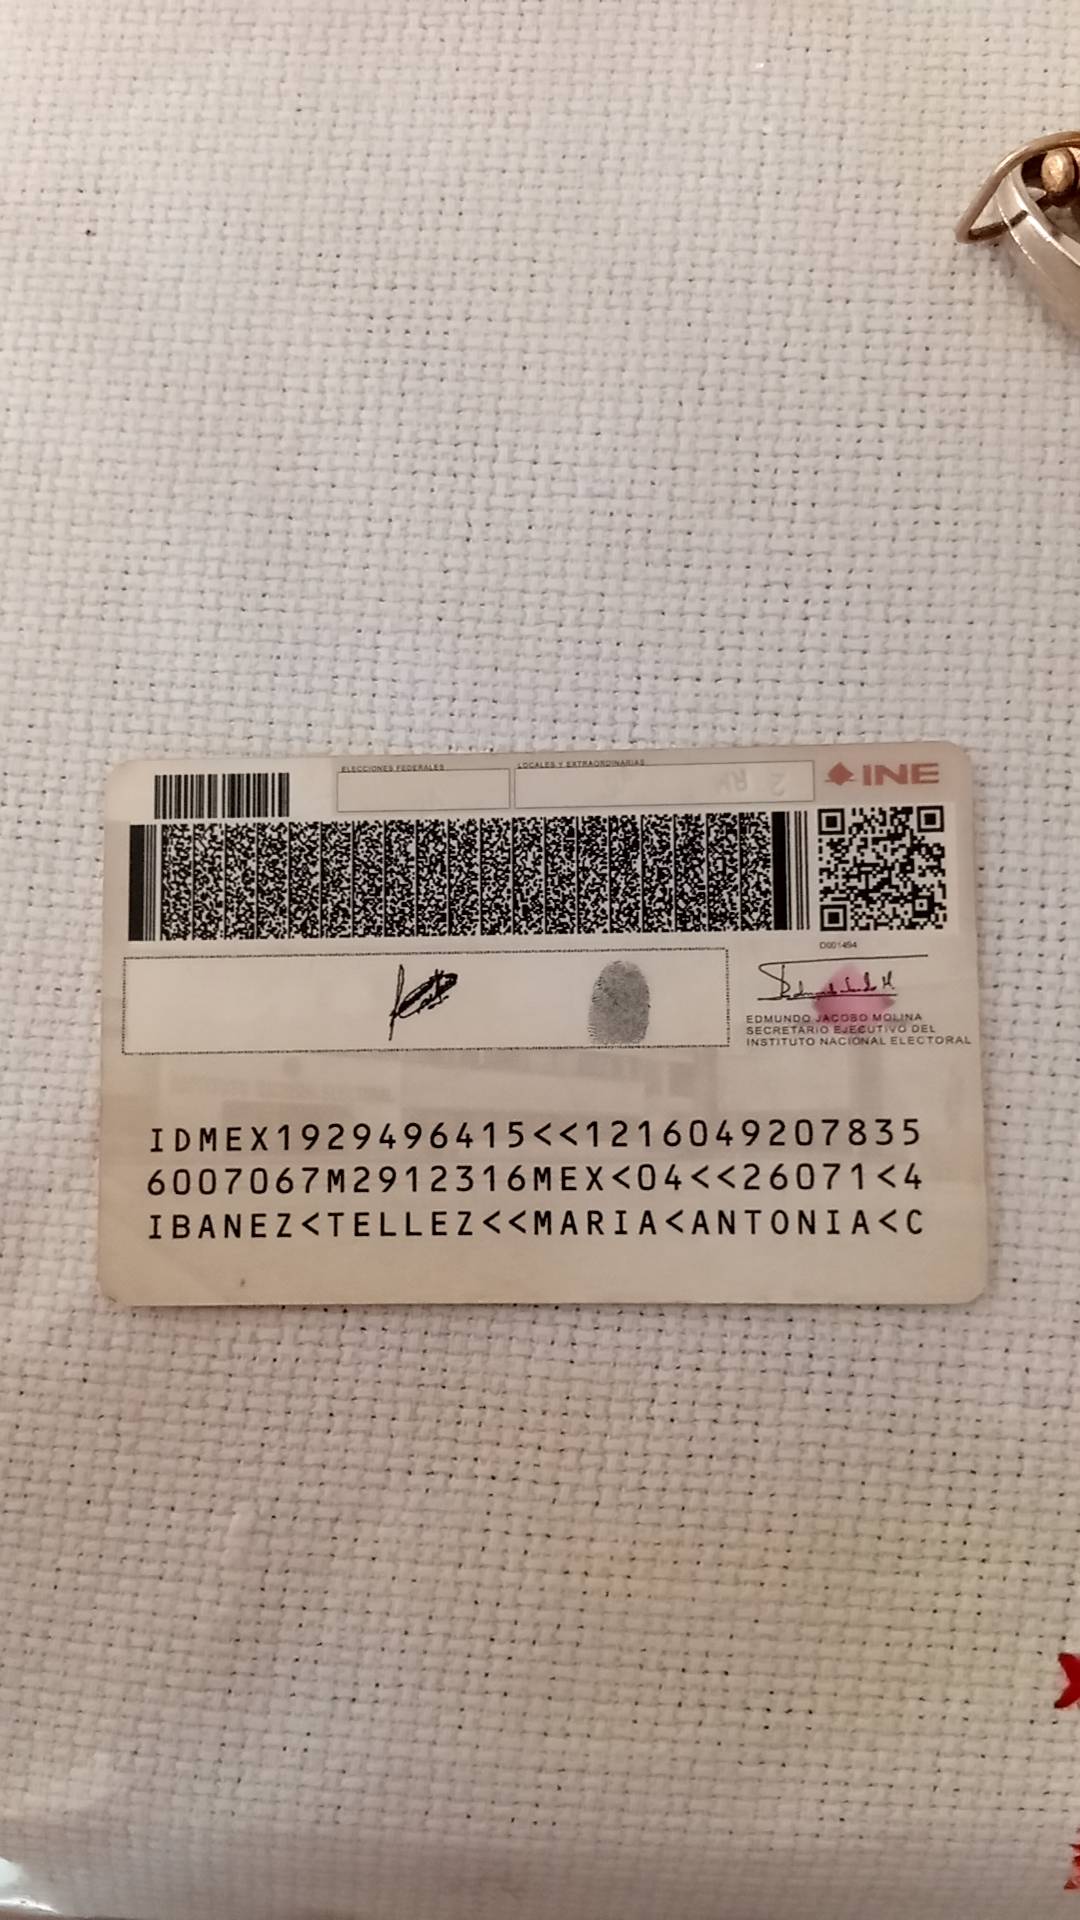 ELECCIONES FEDERALES
LOCALES Y EXTRAORDINARIAS
INE
D001494
EDMUNDO JACOBO MOLINA
SECRETARIO EJECUTIVO DEL
INSTITUTO NACIONAL ELECTORAL
IDMEX1929496415<<1216049207835
6007067M2912316MEX<04<<26071<4
IBANEZ<TELLEZ<<MARIA<ANTONIA<C